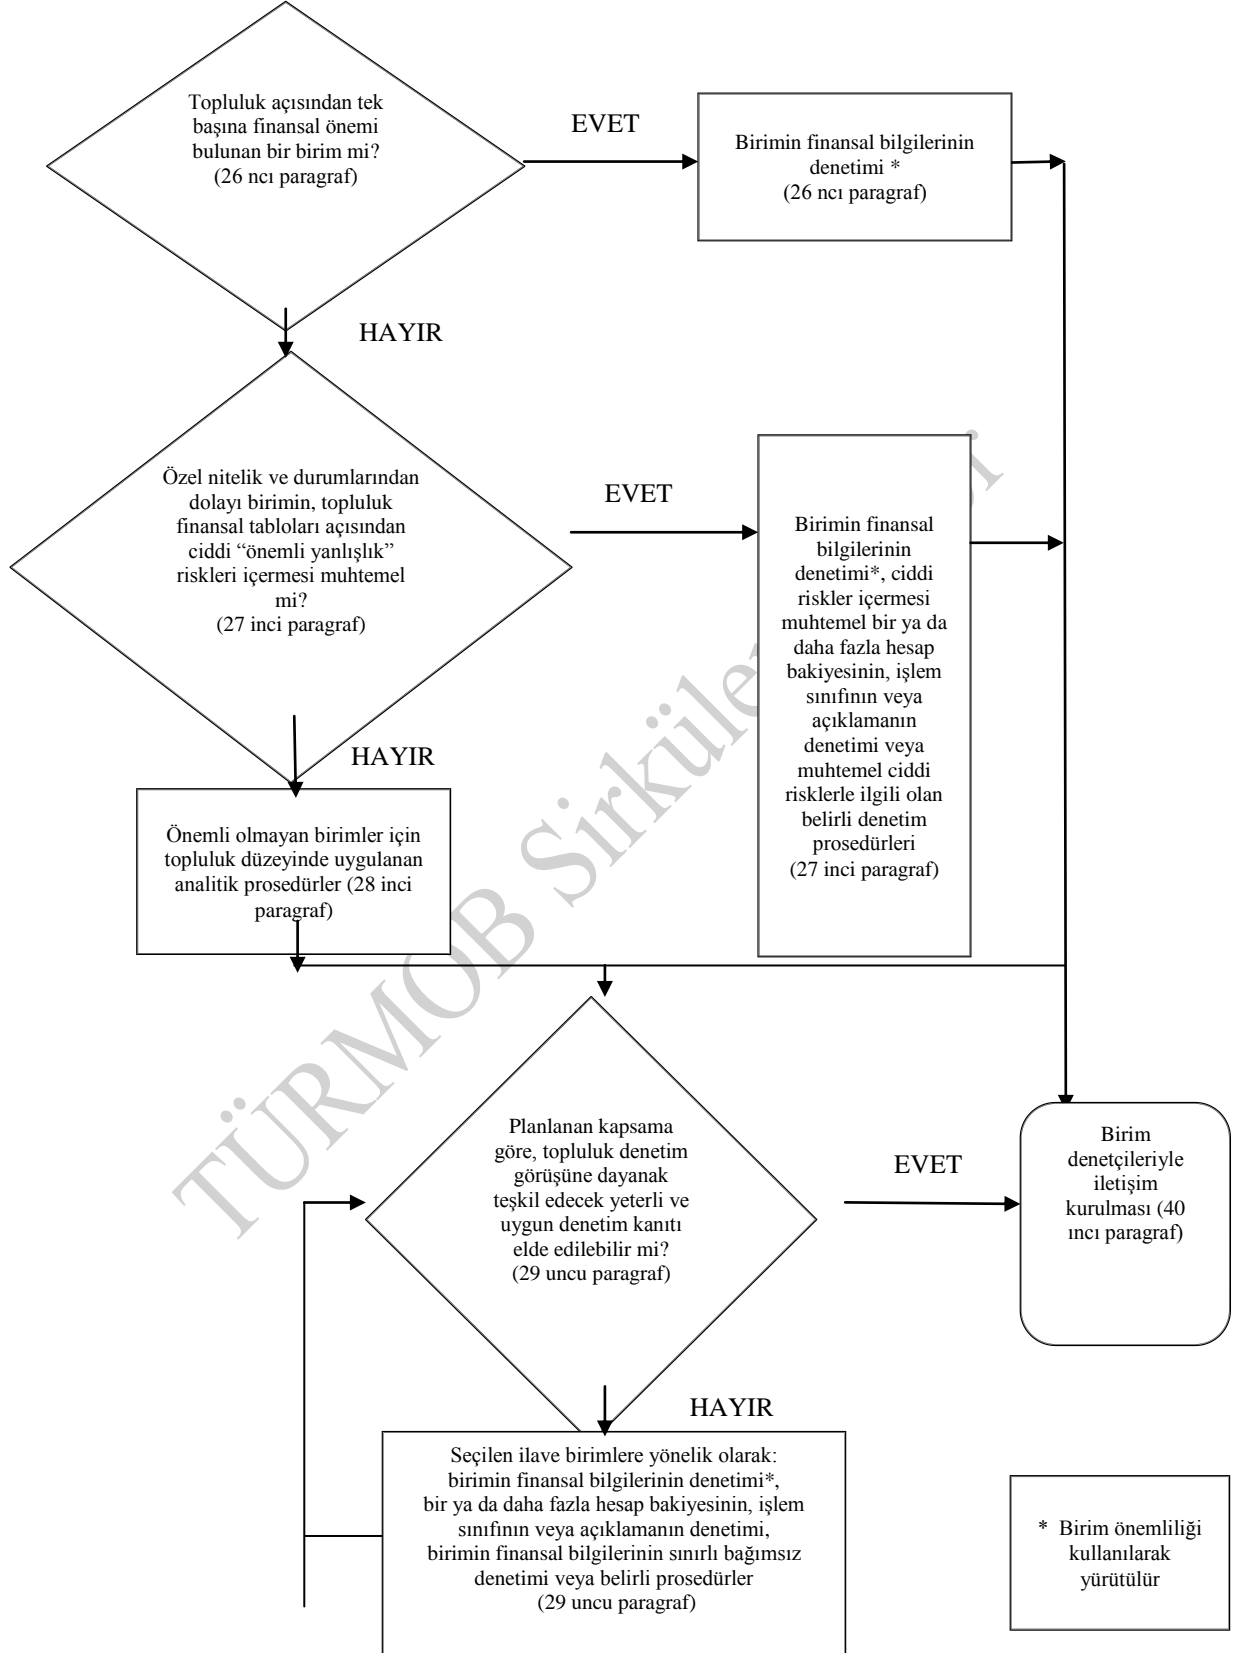 Topluluk açısından tek
başına finansal önemi
bulunan bir birim mi?
(26 ncı paragraf)
EVET
Birimin finansal bilgilerinin
denetimi *
(26 ncı paragraf)
HAYIR
Özel nitelik ve durumlarından
dolayı birimin, topluluk
finansal tabloları açısından
ciddi “önemli yanlışlık”
riskleri içermesi muhtemel
mi?
(27 inci paragraf)
EVET
Birimin finansal
bilgilerinin
denetimi*, ciddi
riskler içermesi
muhtemel bir ya da
daha fazla hesap
bakiyesinin, işlem
sınıfının veya
açıklamanın
denetimi veya
muhtemel ciddi
risklerle ilgili olan
belirli denetim
prosedürleri
(27 inci paragraf)
HAYIR
Önemli olmayan birimler için
topluluk düzeyinde uygulanan
analitik prosedürler (28 inci
paragraf)
Planlanan kapsama
göre, topluluk denetim
görüşüne dayanak
teşkil edecek yeterli ve
uygun denetim kanıtı
elde edilebilir mi?
(29 uncu paragraf)
EVET
Birim
denetçileriyle
iletişim
kurulması (40
ıncı paragraf)
HAYIR
Seçilen ilave birimlere yönelik olarak:
birimin finansal bilgilerinin denetimi*,
bir ya da daha fazla hesap bakiyesinin, işlem
sınıfının veya açıklamanın denetimi,
birimin finansal bilgilerinin sınırlı bağımsız
denetimi veya belirli prosedürler
(29 uncu paragraf)
* Birim önemliliği
kullanılarak
yürütülür
TÜRMOB